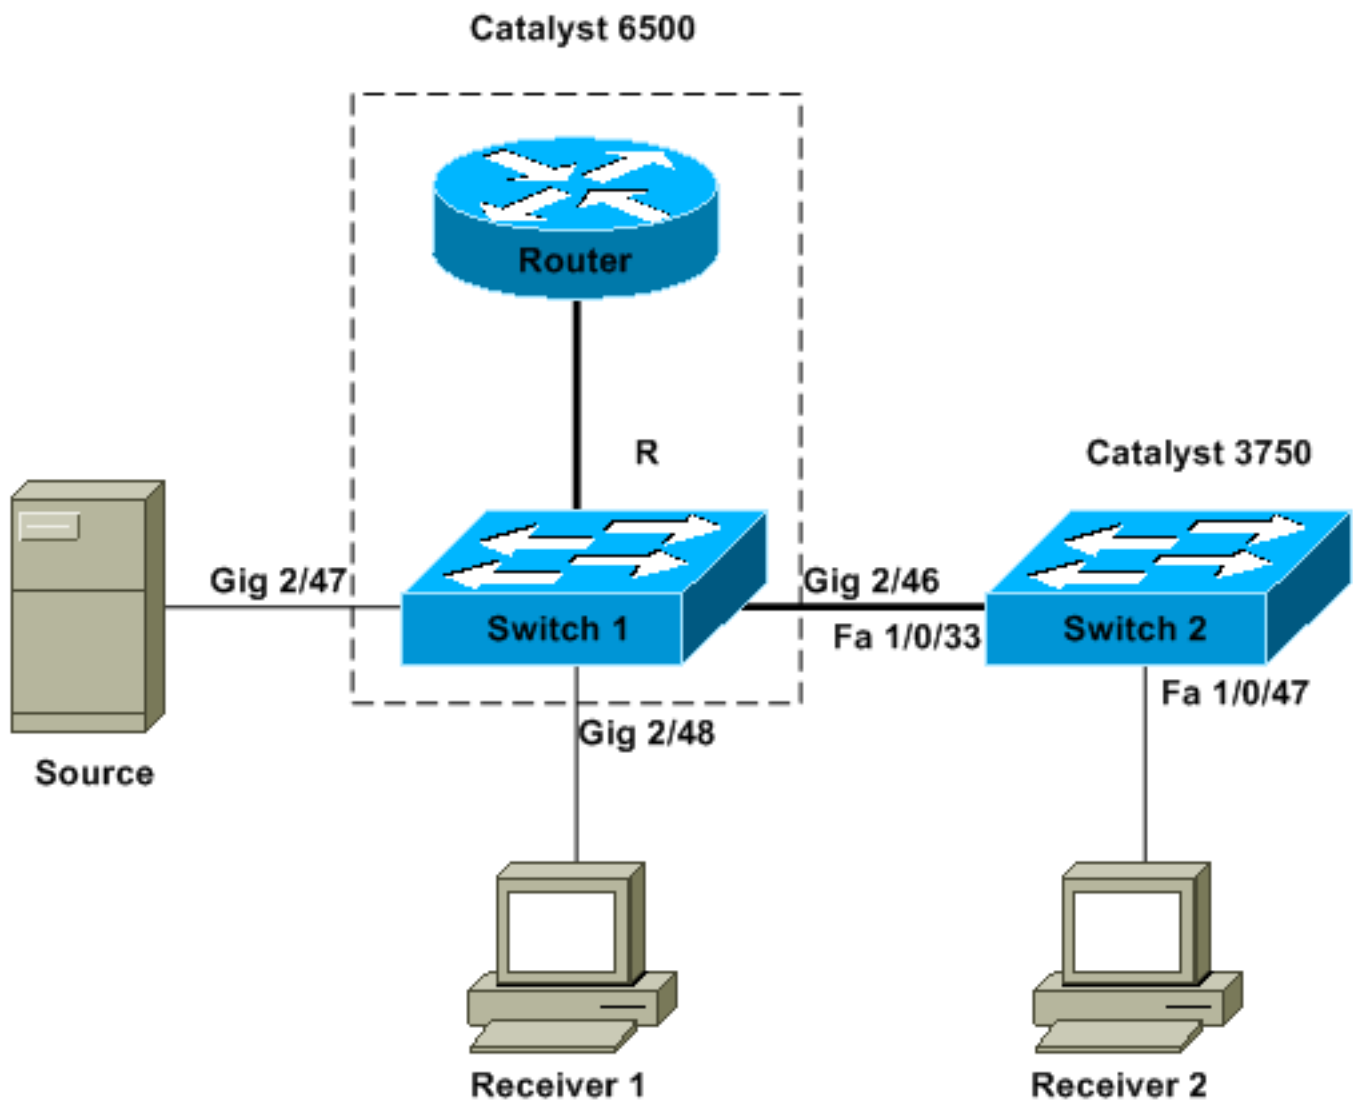 Catalyst 6500
Router
R
Catalyst 3750
Gig 2/47
Gig 2/46
Switch 1
Fa 1/0/33
Switch 2
Fa 1/0/47
Gig 2/48
Source
Receiver 1
Receiver 2